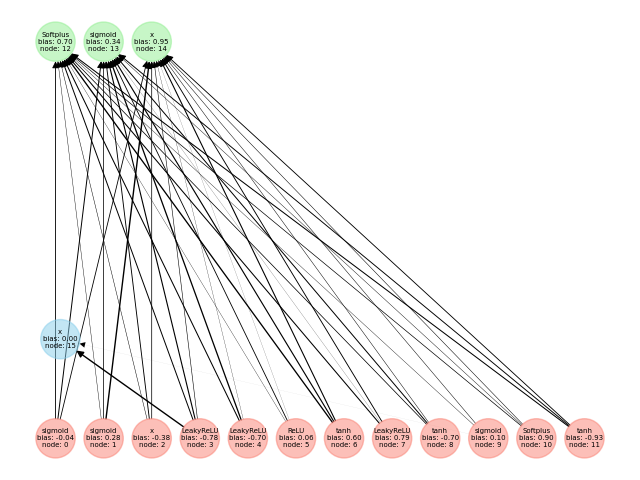 Softplus
bias: 0.70
node: 12
sigmoid
bias: 0.34
node: 13
x
bias: 0.95
node: 14
x
bias: 0.00
node: 15
sigmoid
bias: -0.04
node: 0
sigmoid
bias: 0.28
node: 1
x
bias: -0.38
node: 2
LeakyReLU
bias: -0.78
node: 3
LeakyReLU
bias: -0.70
node: 4
ReLU
bias: 0.06
node: 5
tanh
bias: 0.60
node: 6
LeakyReLU
bias: 0.79
node: 7
tanh
bias: -0.70
node: 8
sigmoid
bias: 0.10
node: 9
Softplus
bias: 0.90
node: 10
tanh
bias: -0.93
node: 11